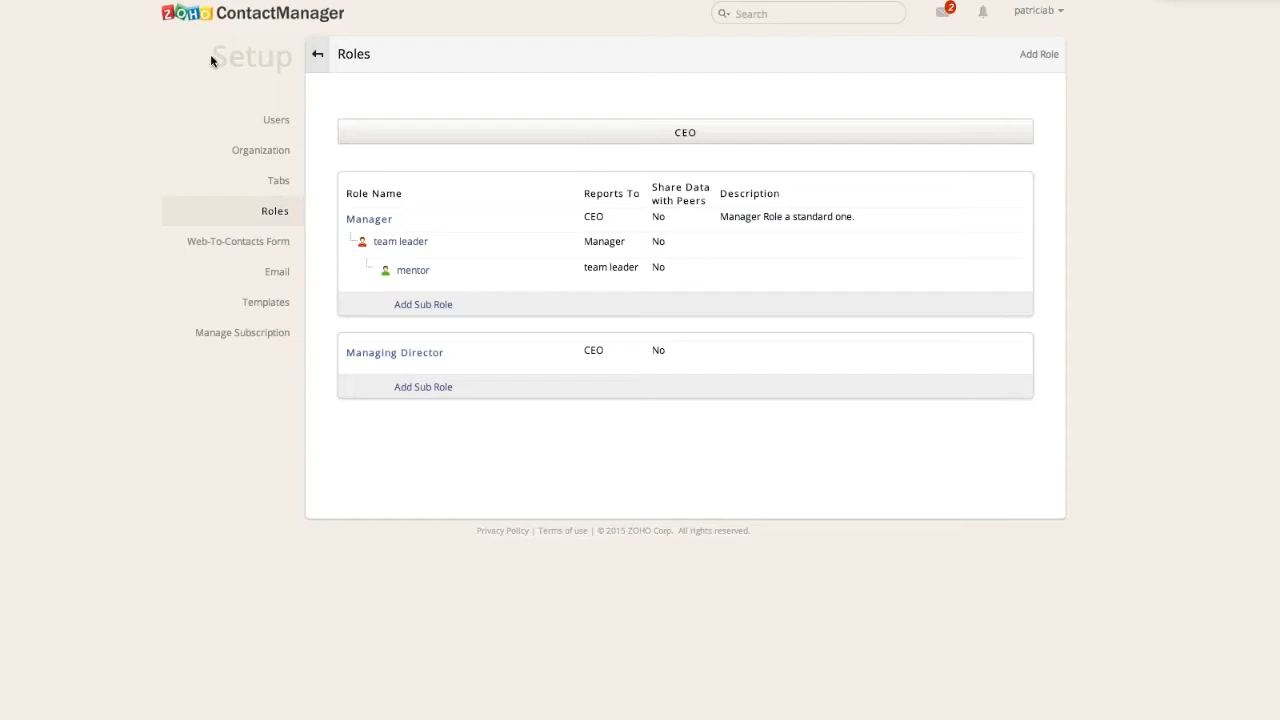 ZOHO ContactManager
Search
2
patriciab
Setup
Roles
Add Role
Users
Organization
Tabs
Roles
Web-To-Contacts Form
Email
Templates
Manage Subscription
CEO
Role Name Reports To Share Data with Peers Description
Manager CEO No Manager Role a standard one.
team leader Manager No
mentor team leader No
Add Sub Role
Managing Director CEO No
Add Sub Role
Privacy Policy | Terms of use | © 2015 ZOHO Corp. All rights reserved.